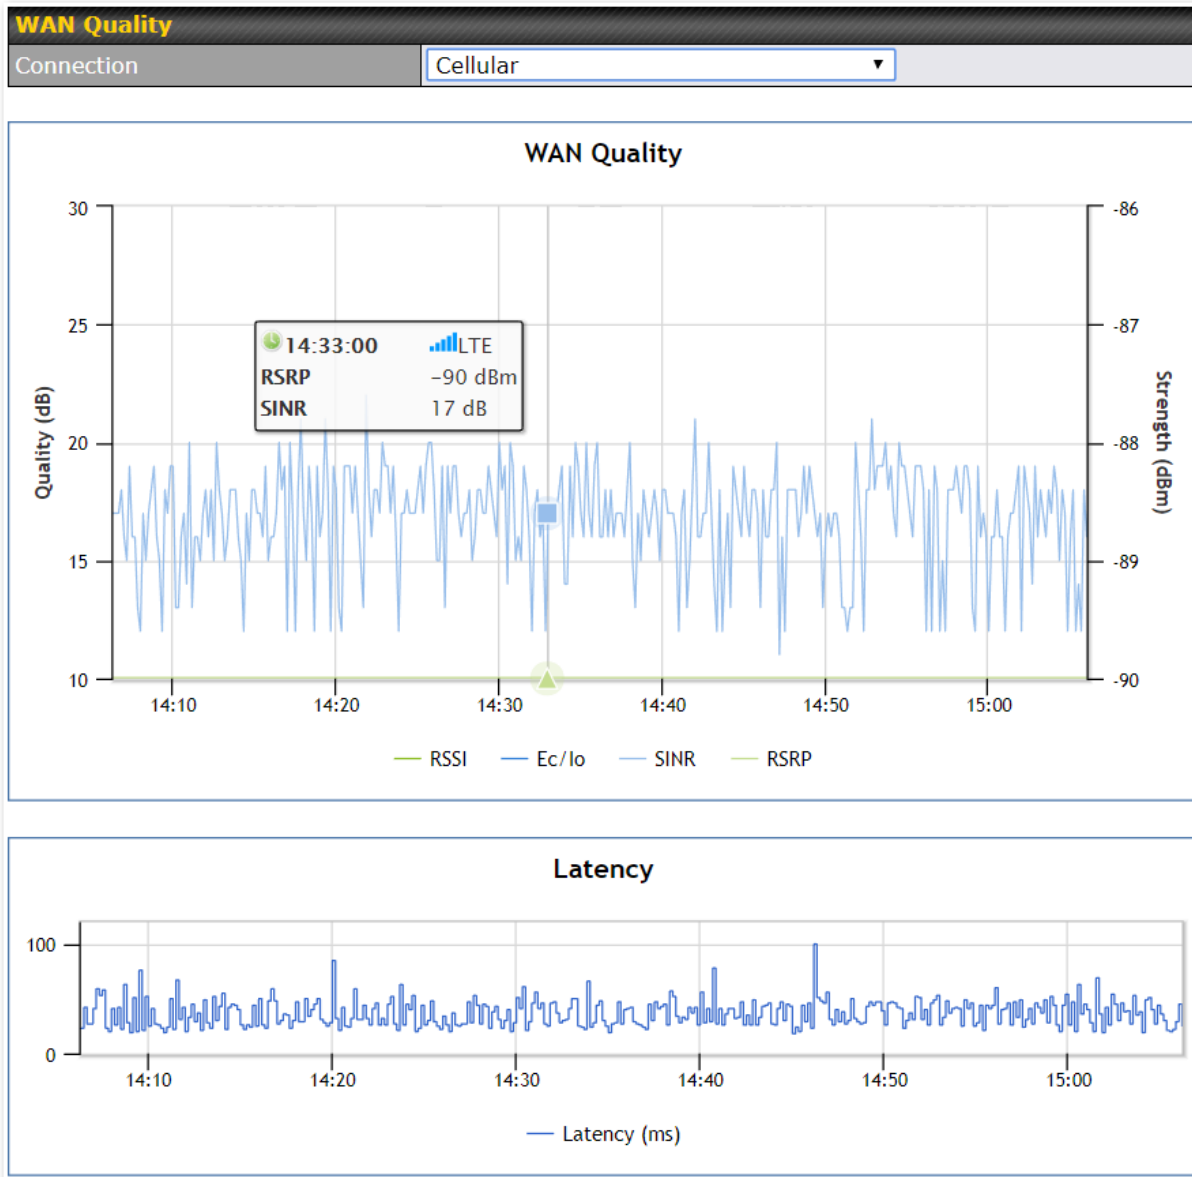 WAN Quality
Connection
Cellular
WAN Quality
30
25
20
15
10
Quality (dB)
-86
-87
-88
-89
-90
Strength (dBm)
14:33:00 LTE
RSRP -90 dBm
SINR 17 dB
14:10 14:20 14:30 14:40 14:50 15:00
RSSI Ec/Io SINR RSRP
Latency
100
0
14:10 14:20 14:30 14:40 14:50 15:00
Latency (ms)